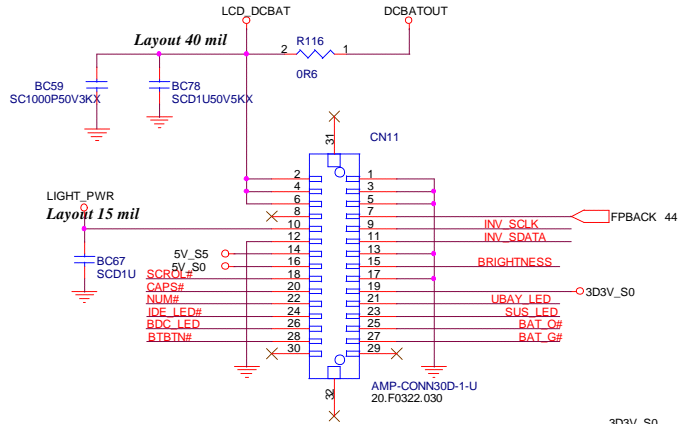 LCD_DCBAT
DCBATOUT
Layout 40 mil
2 R116 1
0R6
BC59
SC1000P50V3KX
BC78
SCD1U50V5KX
31
CN11
2 1
4 3
6 5
8 7
10 9
12 11
14 13
16 15
18 17
20 19
22 21
24 23
26 25
28 27
30 29
32
LIGHT_PWR
Layout 15 mil
BC67
SCD1U
5V_S5
5V_S0
SCROL#
CAPS#
NUM#
IDE_LED#
BDC_LED
BTBTN#
FPBACK 44
INV_SCLK
INV_SDATA
BRIGHTNESS
3D3V_S0
UBAY_LED
SUS_LED
BAT_O#
BAT_G#
AMP-CONN30D-1-U
20.F0322.030
3D3V_S0